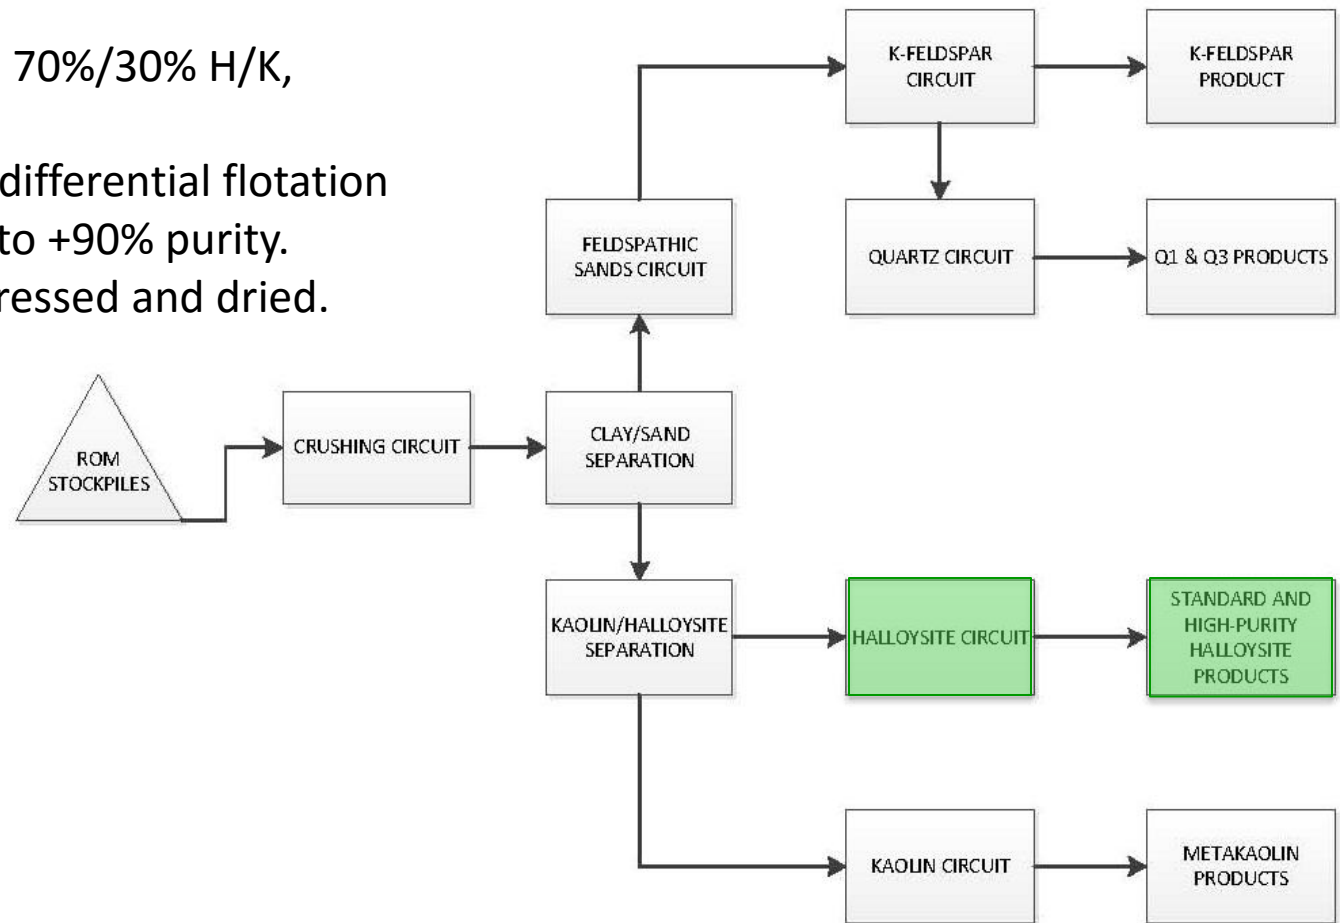 70%/30% H/K,
differential flotation
to +90% purity.
ressed and dried.
K-FELDSPAR
CIRCUIT
K-FELDSPAR
PRODUCT
FELDSPATHIC
SANDS CIRCUIT
QUARTZ CIRCUIT
Q1 & Q3 PRODUCTS
ROM
STOCKPILES
CRUSHING CIRCUIT
CLAY/SAND
SEPARATION
KAOLIN/HALLOYSITE
SEPARATION
HALLOYSITE CIRCUIT
STANDARD AND
HIGH-PURITY
HALLOYSITE
PRODUCTS
KAOLIN CIRCUIT
METAKAOLIN
PRODUCTS